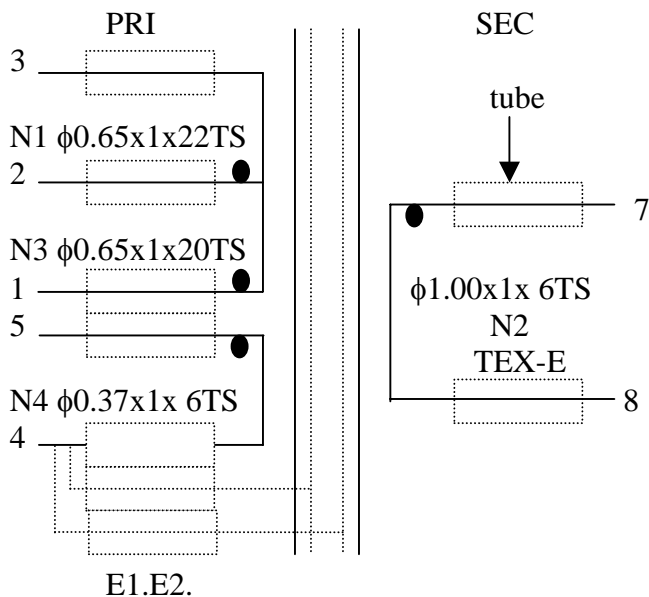 PRI
SEC
3
tube
N1 ϕ0.65x1x22TS
2
7
N3 ϕ0.65x1x20TS
1
ϕ1.00x1x 6TS
5
N2
TEX-E
N4 ϕ0.37x1x 6TS
8
4
E1.E2.